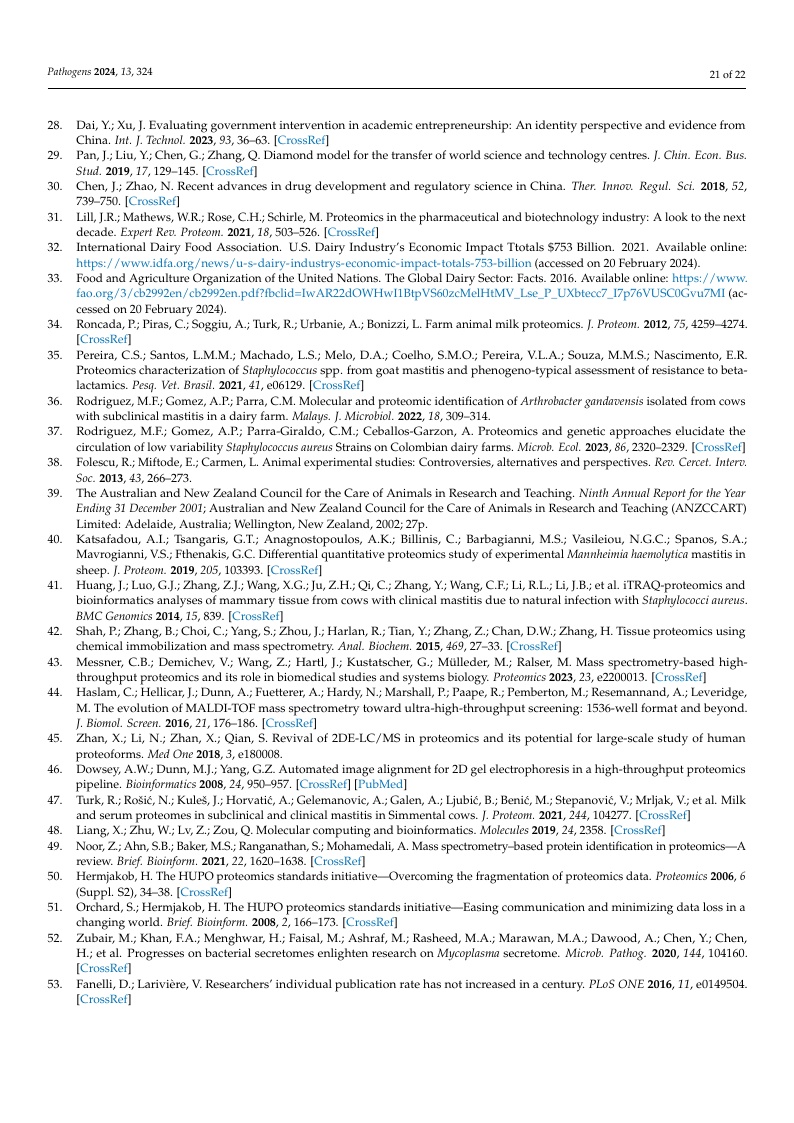 Pathogens 2024, 13, 324
21 of 22
28. Dai, Y.; Xu, J. Evaluating government intervention in academic entrepreneurship: An identity perspective and evidence from
China. Int. J. Technol. 2023, 93, 36–63. [CrossRef]
29. Pan, J.; Liu, Y.; Chen, G.; Zhang, Q. Diamond model for the transfer of world science and technology centres. J. Chin. Econ. Bus.
Stud. 2019, 17, 129–145. [CrossRef]
30. Chen, J.; Zhao, N. Recent advances in drug development and regulatory science in China. Ther. Innov. Regul. Sci. 2018, 52,
739–750. [CrossRef]
31. Lill, J.R.; Mathews, W.R.; Rose, C.H.; Schirle, M. Proteomics in the pharmaceutical and biotechnology industry: A look to the next
decade. Expert Rev. Proteom. 2021, 18, 503–526. [CrossRef]
32. International Dairy Food Association. U.S. Dairy Industry's Economic Impact Ttotals $753 Billion. 2021. Available online:
https://www.idfa.org/news/u-s-dairy-industrys-economic-impact-totals-753-billion (accessed on 20 February 2024).
33. Food and Agriculture Organization of the United Nations. The Global Dairy Sector: Facts. 2016. Available online: https://www.
fao.org/3/cb2992en/cb2992en.pdf?fbclid=IwAR22dOWHwI1BtpVS60zcMelHtMV_Lse_P_UXbtecc7_I7p76VUSC0Gvu7MI (ac-
cessed on 20 February 2024).
34. Roncada, P.; Piras, C.; Soggiu, A.; Turk, R.; Urbanie, A.; Bonizzi, L. Farm animal milk proteomics. J. Proteom. 2012, 75, 4259–4274.
[CrossRef]
35. Pereira, C.S.; Santos, L.M.M.; Machado, L.S.; Melo, D.A.; Coelho, S.M.O.; Pereira, V.L.A.; Souza, M.M.S.; Nascimento, E.R.
Proteomics characterization of Staphylococcus spp. from goat mastitis and phenogeno-typical assessment of resistance to beta-
lactamics. Pesq. Vet. Brasil. 2021, 41, e06129. [CrossRef]
36. Rodriguez, M.F.; Gomez, A.P.; Parra, C.M. Molecular and proteomic identification of Arthrobacter gandavensis isolated from cows
with subclinical mastitis in a dairy farm. Malays. J. Microbiol. 2022, 18, 309–314.
37. Rodriguez, M.F.; Gomez, A.P.; Parra-Giraldo, C.M.; Ceballos-Garzon, A. Proteomics and genetic approaches elucidate the
circulation of low variability Staphylococcus aureus Strains on Colombian dairy farms. Microb. Ecol. 2023, 86, 2320–2329. [CrossRef]
38. Folescu, R.; Miftode, E.; Carmen, L. Animal experimental studies: Controversies, alternatives and perspectives. Rev. Cercet. Interv.
Soc. 2013, 43, 266–273.
39. The Australian and New Zealand Council for the Care of Animals in Research and Teaching. Ninth Annual Report for the Year
Ending 31 December 2001; Australian and New Zealand Council for the Care of Animals in Research and Teaching (ANZCCART)
Limited: Adelaide, Australia; Wellington, New Zealand, 2002; 27p.
40. Katsafadou, A.I.; Tsangaris, G.T.; Anagnostopoulos, A.K.; Billinis, C.; Barbagianni, M.S.; Vasileiou, N.G.C.; Spanos, S.A.;
Mavrogianni, V.S.; Fthenakis, G.C. Differential quantitative proteomics study of experimental Mannheimia haemolytica mastitis in
sheep. J. Proteom. 2019, 205, 103393. [CrossRef]
41. Huang, J.; Luo, G.J.; Zhang, Z.J.; Wang, X.G.; Ju, Z.H.; Qi, C.; Zhang, Y.; Wang, C.F.; Li, R.L.; Li, J.B.; et al. iTRAQ-proteomics and
bioinformatics analyses of mammary tissue from cows with clinical mastitis due to natural infection with Staphylococci aureus.
BMC Genomics 2014, 15, 839. [CrossRef]
42. Shah, P.; Zhang, B.; Choi, C.; Yang, S.; Zhou, J.; Harlan, R.; Tian, Y.; Zhang, Z.; Chan, D.W.; Zhang, H. Tissue proteomics using
chemical immobilization and mass spectrometry. Anal. Biochem. 2015, 469, 27–33. [CrossRef]
43. Messner, C.B.; Demichev, V.; Wang, Z.; Hartl, J.; Kustatscher, G.; Mülleder, M.; Ralser, M. Mass spectrometry-based high-
throughput proteomics and its role in biomedical studies and systems biology. Proteomics 2023, 23, e2200013. [CrossRef]
44. Haslam, C.; Hellicar, J.; Dunn, A.; Fuetterer, A.; Hardy, N.; Marshall, P.; Paape, R.; Pemberton, M.; Resemannand, A.; Leveridge,
M. The evolution of MALDI-TOF mass spectrometry toward ultra-high-throughput screening: 1536-well format and beyond.
J. Biomol. Screen. 2016, 21, 176–186. [CrossRef]
45. Zhan, X.; Li, N.; Zhan, X.; Qian, S. Revival of 2DE-LC/MS in proteomics and its potential for large-scale study of human
proteoforms. Med One 2018, 3, e180008.
46. Dowsey, A.W.; Dunn, M.J.; Yang, G.Z. Automated image alignment for 2D gel electrophoresis in a high-throughput proteomics
pipeline. Bioinformatics 2008, 24, 950–957. [CrossRef] [PubMed]
47. Turk, R.; Rošić, N.; Kuleš, J.; Horvatić, A.; Gelemanovic, A.; Galen, A.; Ljubić, B.; Benić, M.; Stepanović, V.; Mrljak, V.; et al. Milk
and serum proteomes in subclinical and clinical mastitis in Simmental cows. J. Proteom. 2021, 244, 104277. [CrossRef]
48. Liang, X.; Zhu, W.; Lv, Z.; Zou, Q. Molecular computing and bioinformatics. Molecules 2019, 24, 2358. [CrossRef]
49. Noor, Z.; Ahn, S.B.; Baker, M.S.; Ranganathan, S.; Mohamedali, A. Mass spectrometry–based protein identification in proteomics—A
review. Brief. Bioinform. 2021, 22, 1620–1638. [CrossRef]
50. Hermjakob, H. The HUPO proteomics standards initiative—Overcoming the fragmentation of proteomics data. Proteomics 2006, 6
(Suppl. S2), 34–38. [CrossRef]
51. Orchard, S.; Hermjakob, H. The HUPO proteomics standards initiative—Easing communication and minimizing data loss in a
changing world. Brief. Bioinform. 2008, 2, 166–173. [CrossRef]
52. Zubair, M.; Khan, F.A.; Menghwar, H.; Faisal, M.; Ashraf, M.; Rasheed, M.A.; Marawan, M.A.; Dawood, A.; Chen, Y.; Chen,
H.; et al. Progresses on bacterial secretomes enlighten research on Mycoplasma secretome. Microb. Pathog. 2020, 144, 104160.
[CrossRef]
53. Fanelli, D.; Larivière, V. Researchers' individual publication rate has not increased in a century. PLoS ONE 2016, 11, e0149504.
[CrossRef]